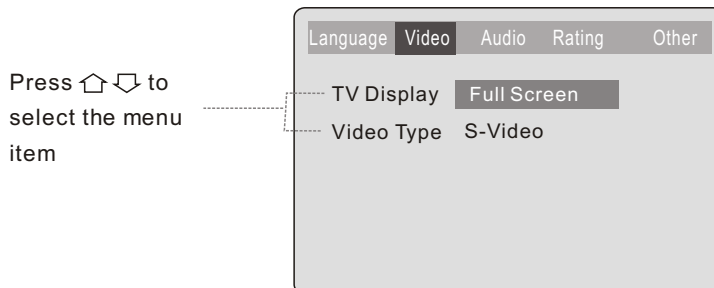 Language Video Audio Rating Other
Press ⇧ ⇩ to
select the menu
item
TV Display Full Screen
Video Type S-Video